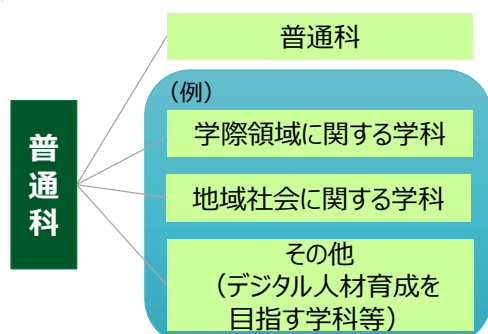 普通科
普通科
(例)
学際領域に関する学科
地域社会に関する学科
その他
(デジタル人材育成を
目指す学科等)